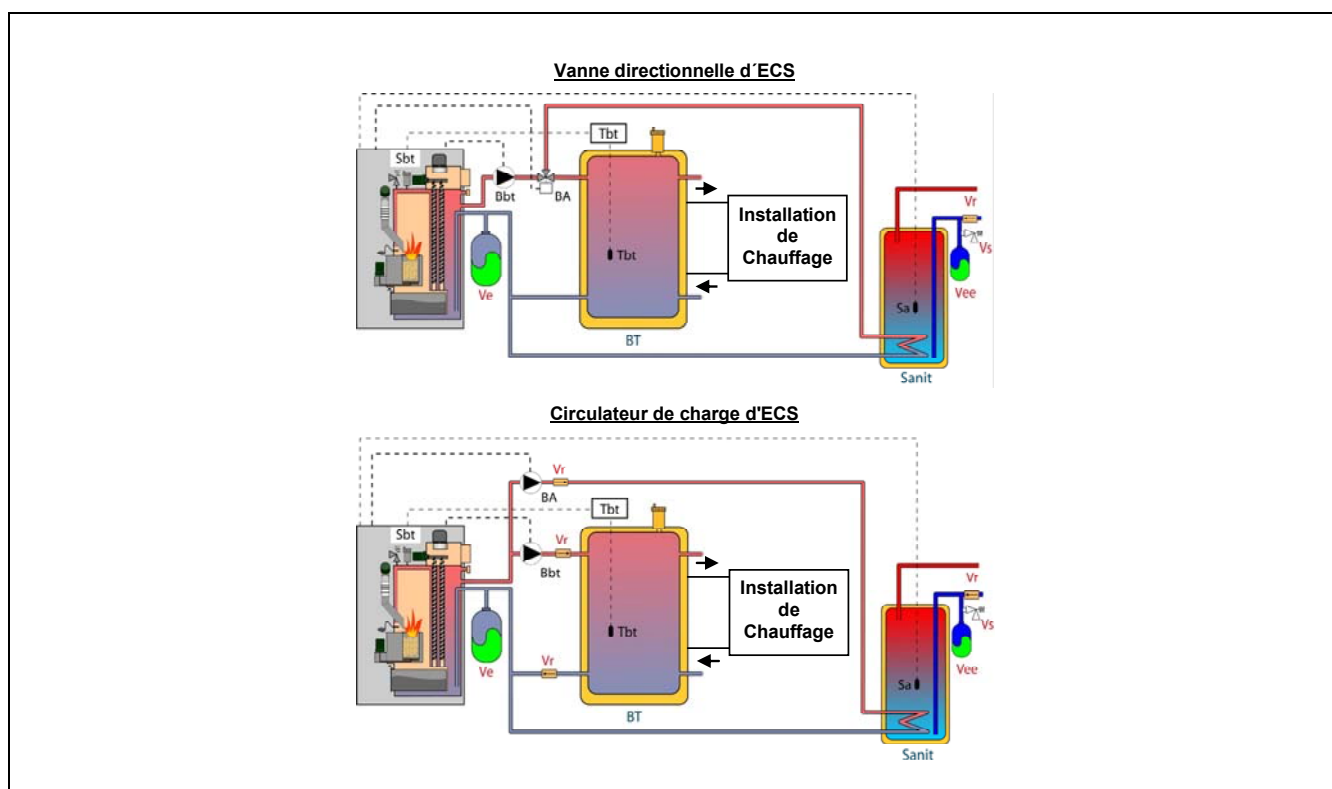 Vanne directionnelle d´ECS
Tbt
Sbt
Bbt
BA
Installation
de
Chauffage
Vr
Vs
Ve
Tbt
Vee
Sa
BT
Sanit
Circulateur de charge d'ECS
Vr
BA
Tbt
Sbt
Vr
Bbt
Installation
de
Chauffage
Vr
Vs
Tbt
Ve
Vr
Vee
Sa
BT
Sanit